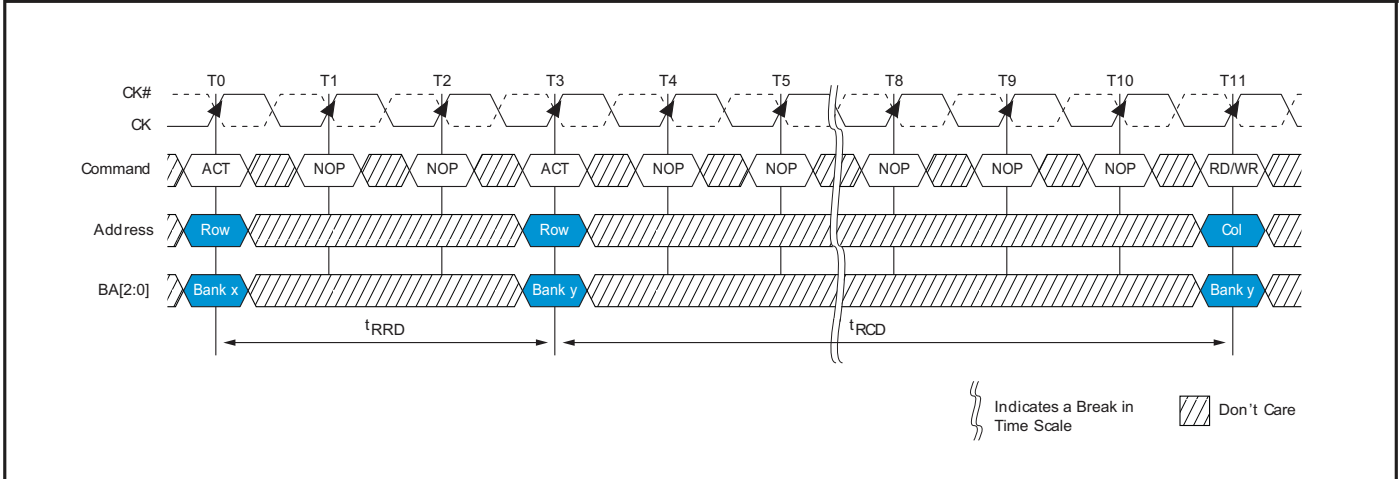 T0 T1 T2 T3 T4 T5 T8 T9 T10 T11
CK#
CK
Command ACT NOP NOP ACT NOP NOP NOP NOP NOP RD/WR
Address Row Row Col
BA[2:0] Bank x Bank y Bank y
tRRD tRCD
Indicates a Break in
Time Scale
Don't Care